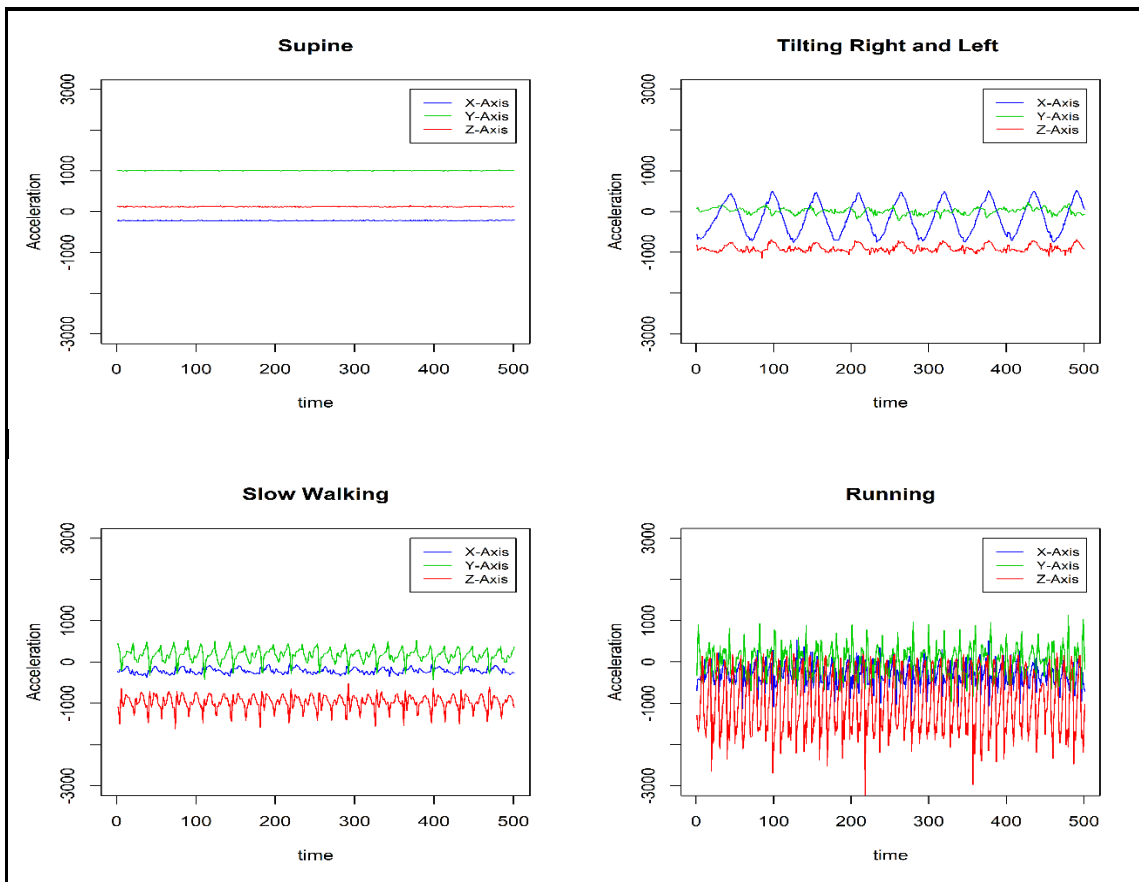 Supine
Acceleration
3000
1000
0
-1000
-3000
X-Axis
Y-Axis
Z-Axis
0 100 200 300 400 500
time
Tilting Right and Left
Acceleration
3000
1000
0
-1000
-3000
X-Axis
Y-Axis
Z-Axis
0 100 200 300 400 500
time
Slow Walking
Acceleration
3000
1000
0
-1000
-3000
X-Axis
Y-Axis
Z-Axis
0 100 200 300 400 500
time
Running
Acceleration
3000
1000
0
-1000
-3000
X-Axis
Y-Axis
Z-Axis
0 100 200 300 400 500
time